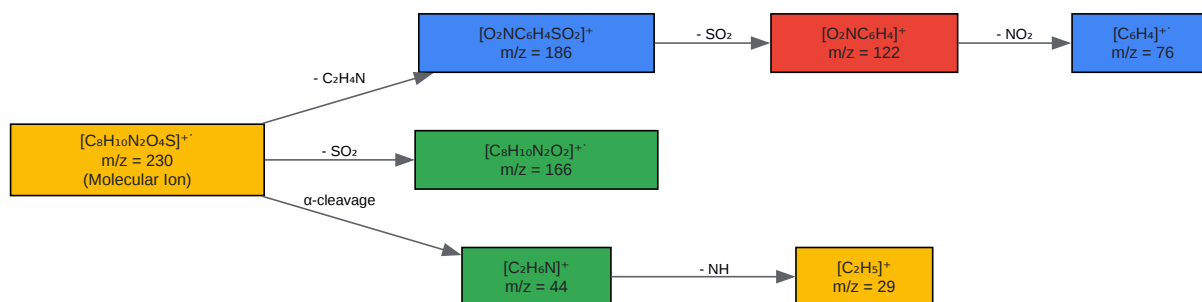 [O₂NC₆H₄SO₂]⁺
m/z = 186
- SO₂
[O₂NC₆H₄]⁺
m/z = 122
- NO₂
[C₆H₄]⁺˙
m/z = 76
- C₂H₄N
[C₈H₁₀N₂O₄S]⁺˙
m/z = 230
(Molecular Ion)
- SO₂
[C₈H₁₀N₂O₂]⁺˙
m/z = 166
α-cleavage
[C₂H₆N]⁺
m/z = 44
- NH
[C₂H₅]⁺
m/z = 29